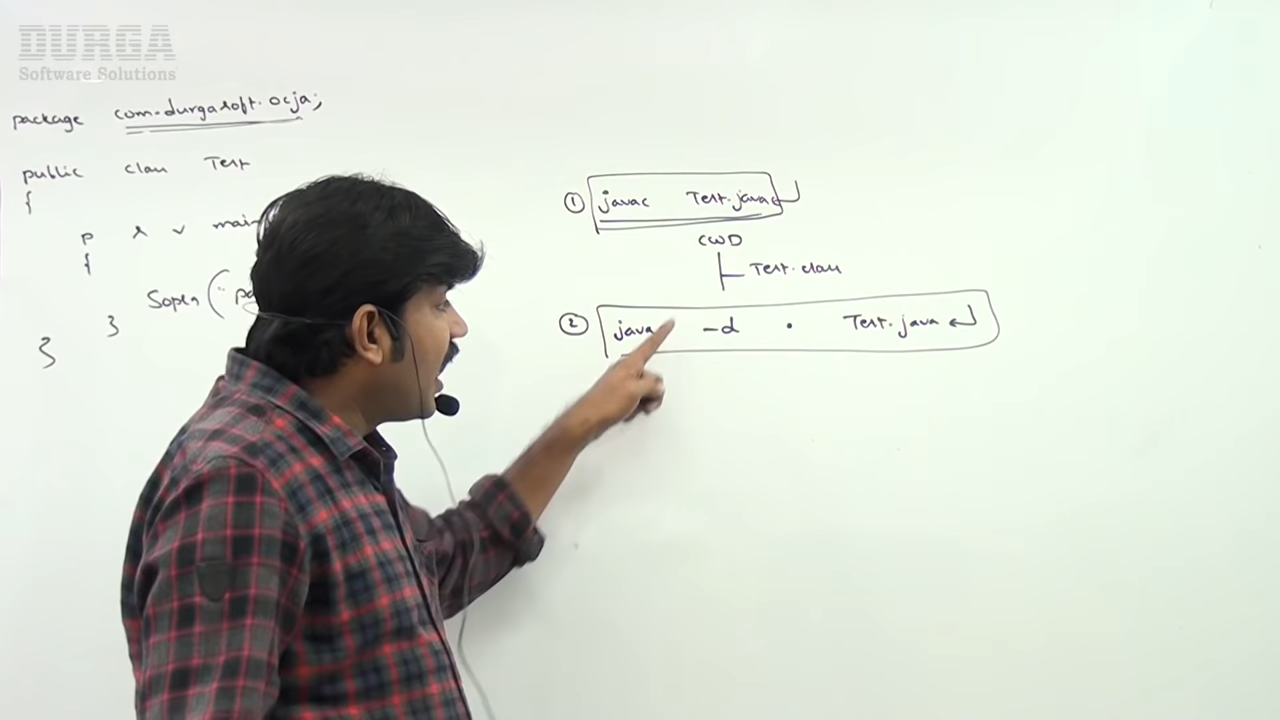 DURGA
Software Solutions
package com.durgasoft.ocja;
public class Test
{
p s v main
{
Sopln ("
}
}
① javac Test.java
CWD
Test.class
② java -d . Test.java